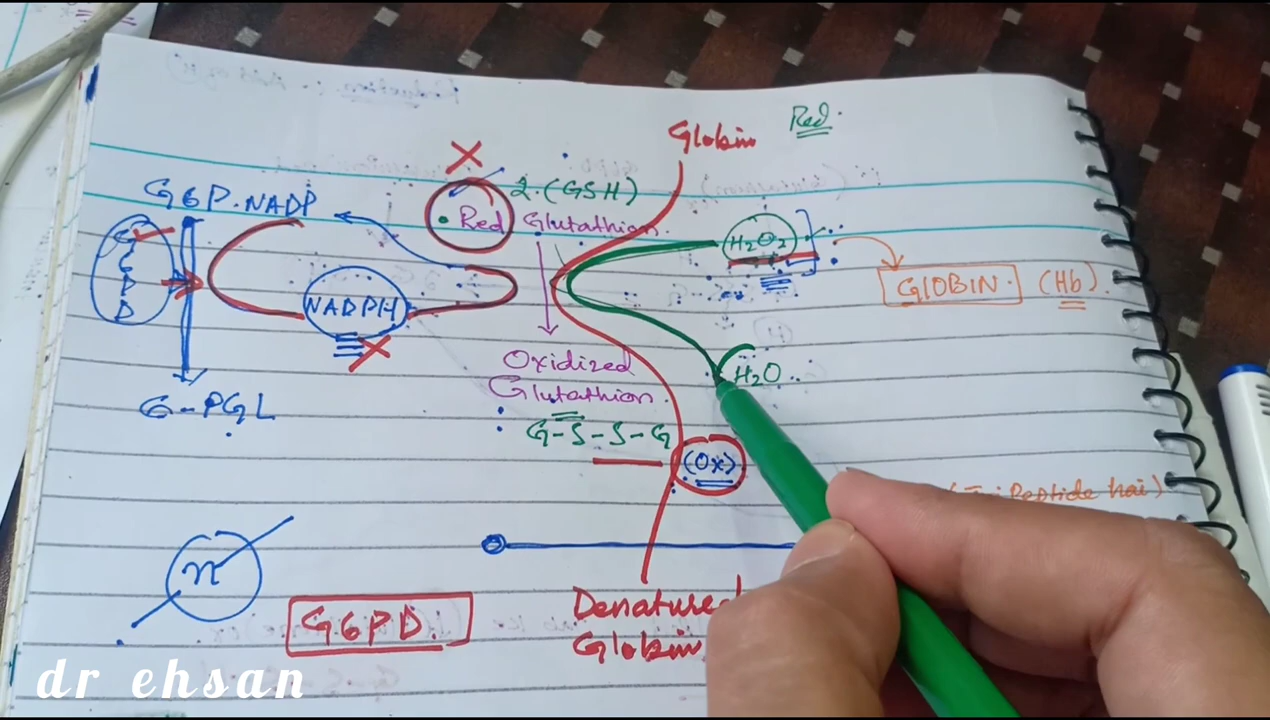 Globin Red.
2.(GSH)
G6P.NADP
Red Glutathion.
H2O2
G6PD
GlOBIN. (Hb).
NADPH
Oxidized
Glutathion.
H2O
G-PGL
G-S-S-G
(Ox)
Peptide hai)
n
G6PD.
Denatured
Globin
dr ehsan